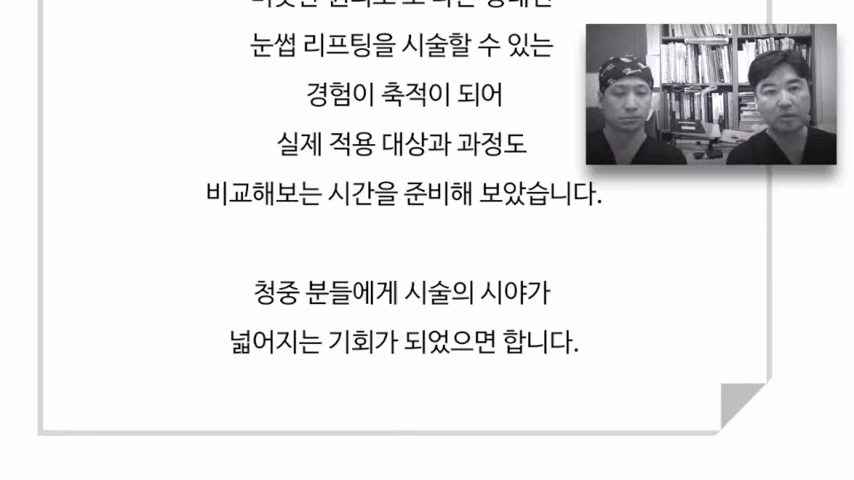 눈썹 리프팅을 시술할 수 있는
경험이 축적이 되어
실제 적용 대상과 과정도
비교해보는 시간을 준비해 보았습니다.
청중 분들에게 시술의 시야가
넓어지는 기회가 되었으면 합니다.